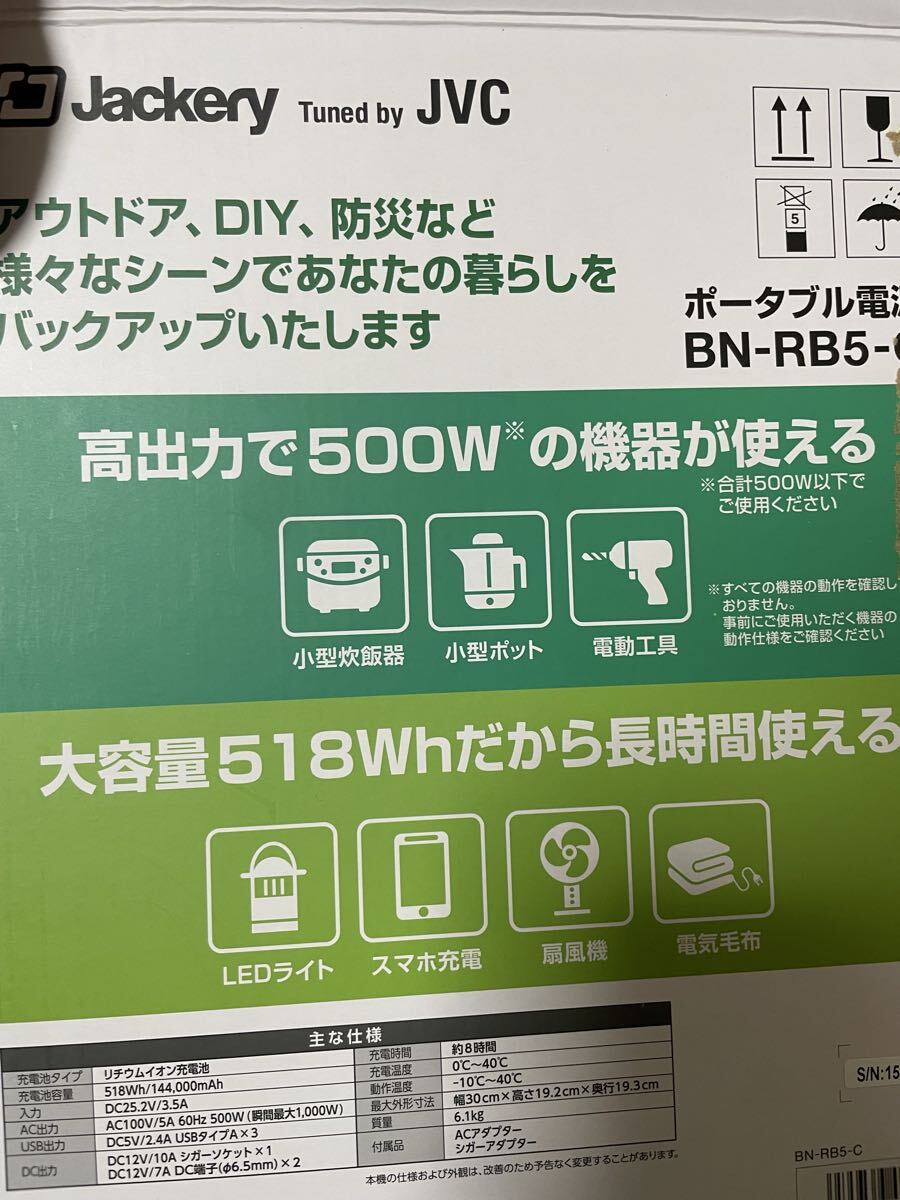 Jackery Tuned by JVC
アウトドア、DIY、防災など
様々なシーンであなたの暮らしを
バックアップいたします
5
ポータブル電源
BN-RB5-C
高出力で500W※の機器が使える
※合計500W以下で
ご使用ください
小型炊飯器
小型ポット
電動工具
※すべての機器の動作を確認し
おりません。
事前にご使用いただく機器の
動作仕様をご確認ください
大容量518Whだから長時間使える
LEDライト
スマホ充電
扇風機
電気毛布
主な仕様
充電池タイプ リチウムイオン充電池
充電池容量 518Wh/144,000mAh
入力 DC25.2V/3.5A
AC出力 AC100V/5A 60Hz 500W (瞬間最大1,000W)
USB出力 DC5V/2.4A USBタイプA×3
DC出力 DC12V/10A シガーソケット×1
DC12V/7A DC端子(φ6.5mm)×2
充電時間 約8時間
充電温度 0℃〜40℃
動作温度 -10℃〜40℃
最大外形寸法 幅30cm×高さ19.2cm×奥行19.3cm
質量 6.1kg
付属品 ACアダプター
シガーアダプター
本機の仕様および外観は、改善のため予告なく変更することがあります。
S/N:15
BN-RB5-C